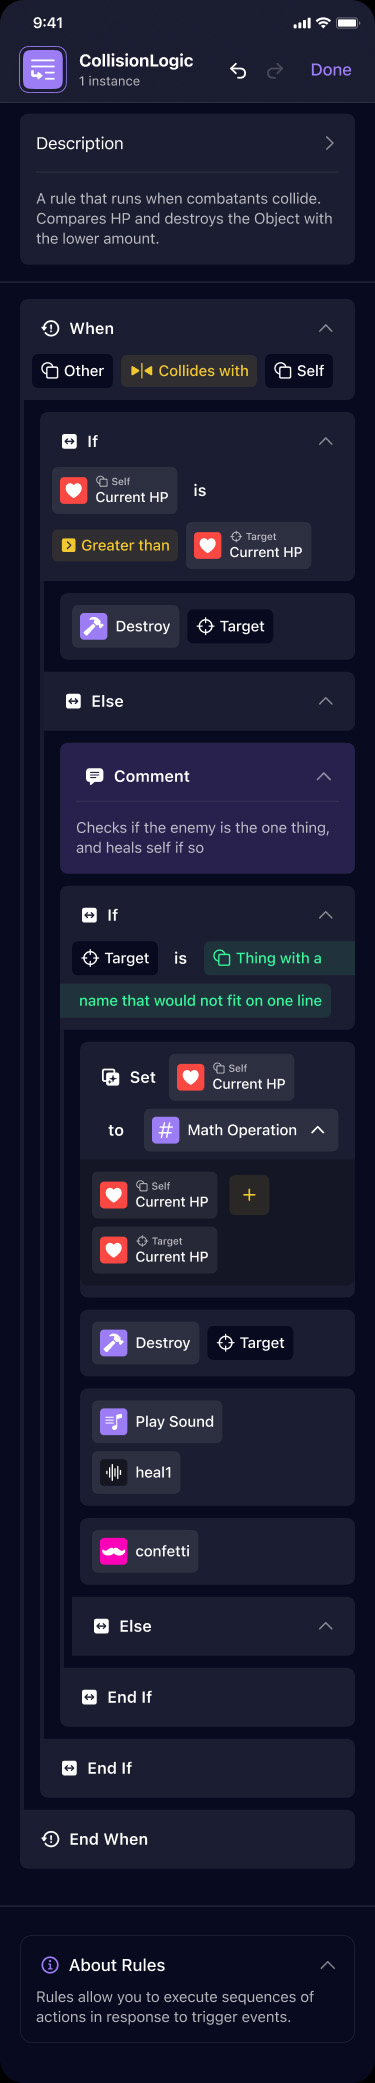 9:41
CollisionLogic
1 instance
Done
Description
A rule that runs when combatants collide.
Compares HP and destroys the Object with
the lower amount.
When
Other Collides with Self
If
Self
Current HP is
Greater than
Target
Current HP
Destroy Target
Else
Comment
Checks if the enemy is the one thing,
and heals self if so
If
Target is Thing with a
name that would not fit on one line
Set
Self
Current HP
to # Math Operation
Self
Current HP +
Target
Current HP
Destroy Target
Play Sound
heal1
confetti
Else
End If
End If
End When
About Rules
Rules allow you to execute sequences of
actions in response to trigger events.